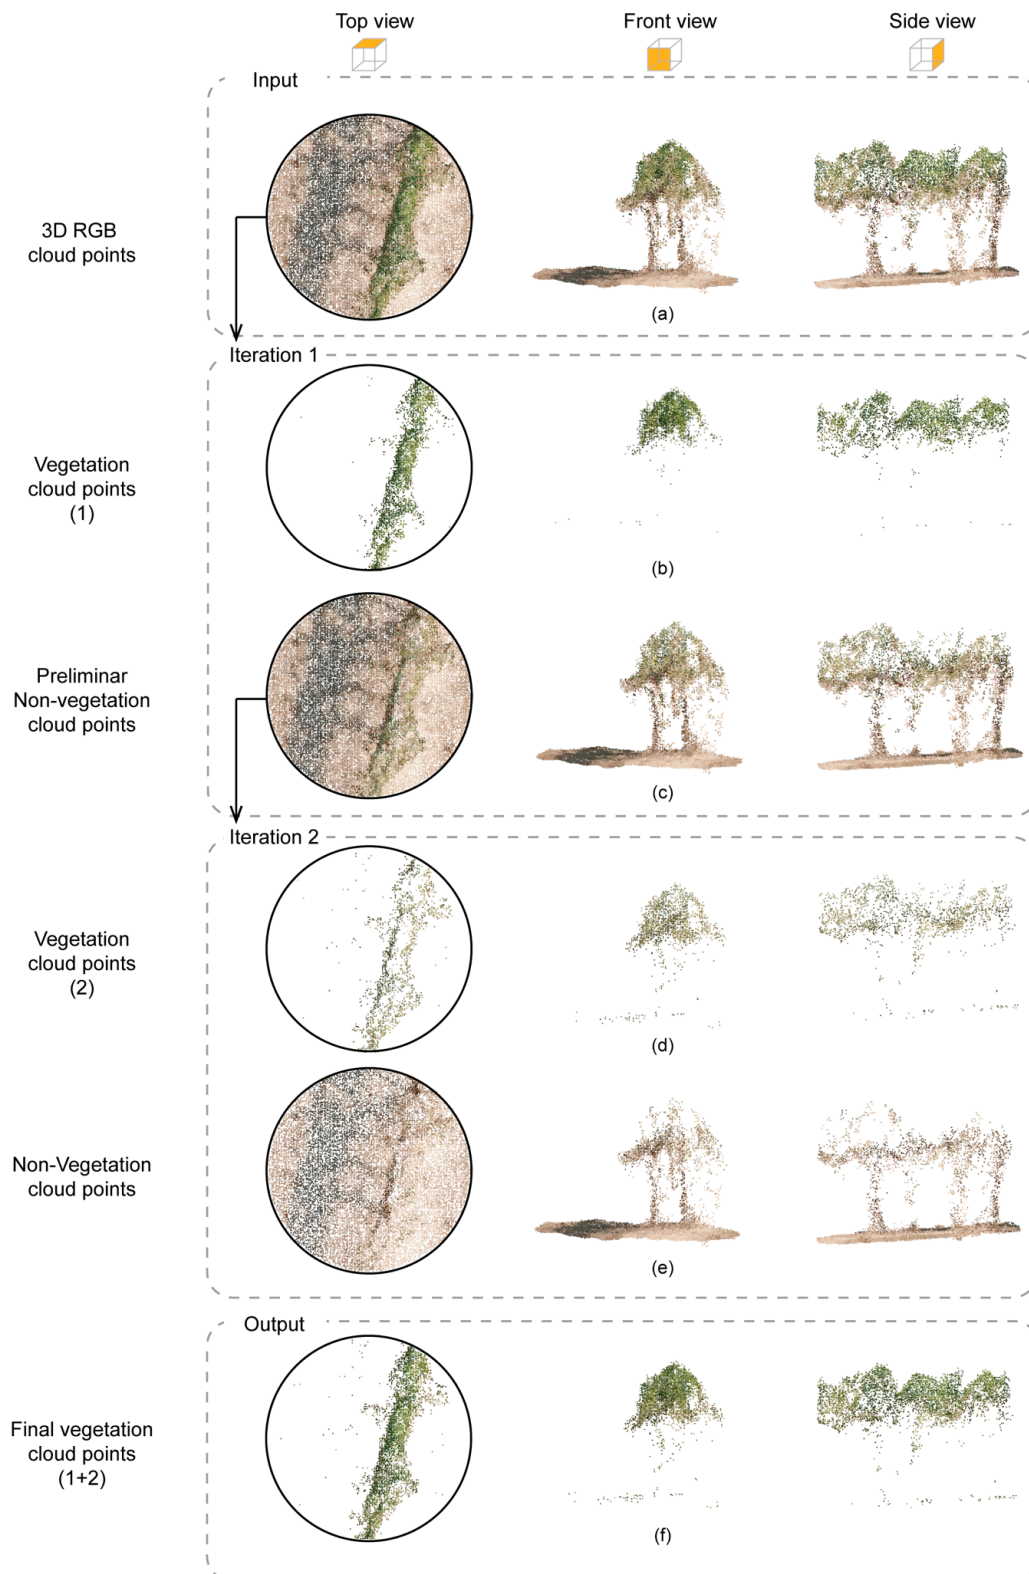 Top view
Front view
Side view
Input
3D RGB
cloud points
(a)
Iteration 1
Vegetation
cloud points
(1)
(b)
Preliminar
Non-vegetation
cloud points
(c)
Iteration 2
Vegetation
cloud points
(2)
(d)
Non-Vegetation
cloud points
(e)
Output
Final vegetation
cloud points
(1+2)
(f)